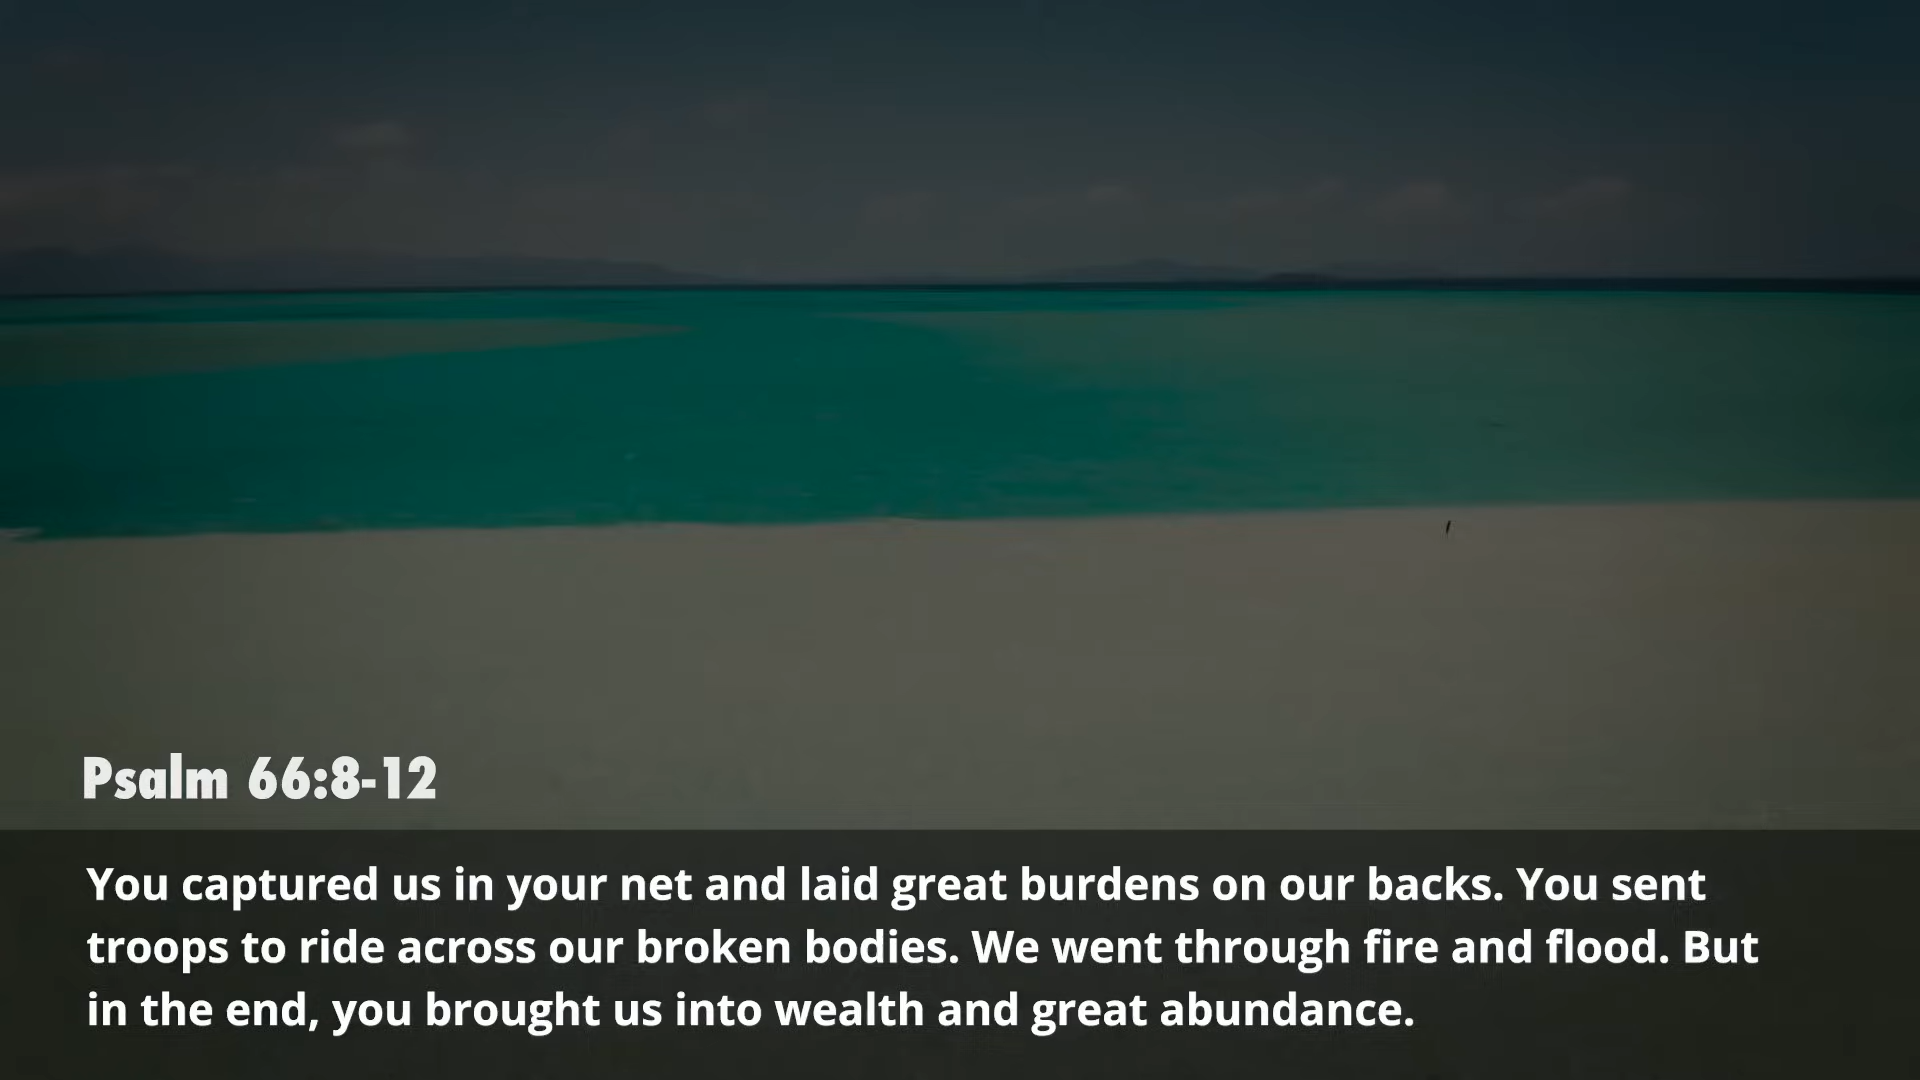 Psalm 66:8-12
You captured us in your net and laid great burdens on our backs. You sent
troops to ride across our broken bodies. We went through fire and flood. But
in the end, you brought us into wealth and great abundance.